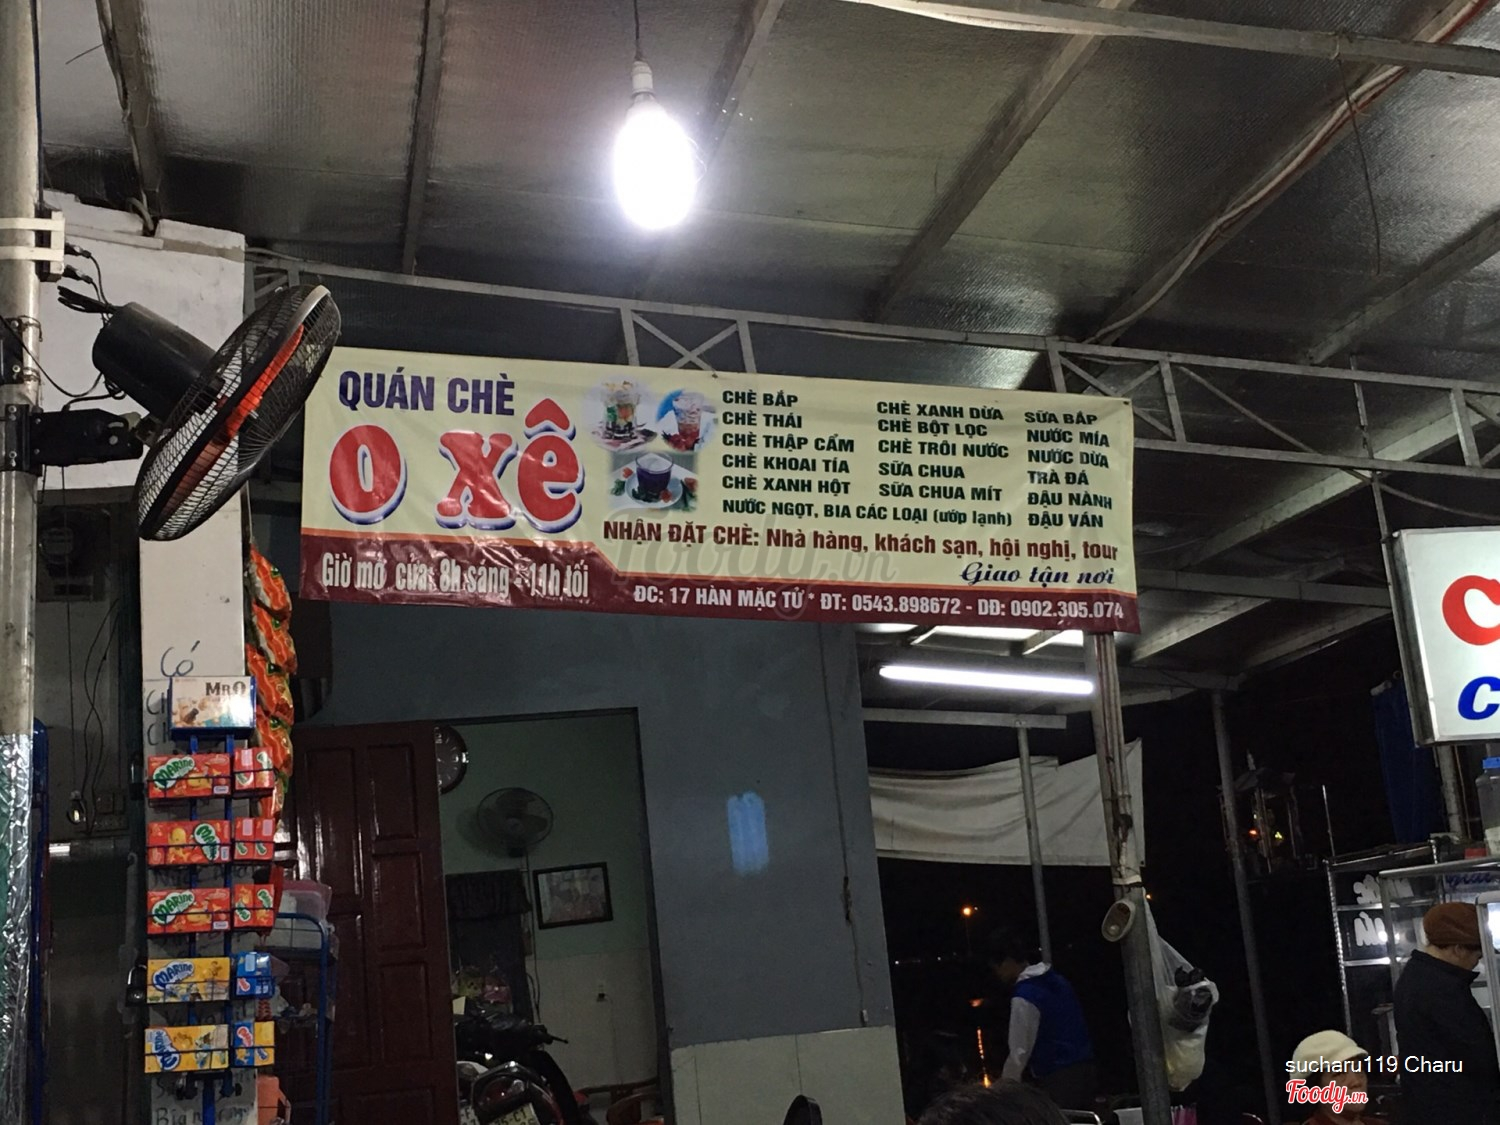 QUÁN CHÈ
O XÊ
Giờ mở cửa: 8h sáng - 11h tối
CHÈ BẮP
CHÈ THÁI
CHÈ THẬP CẨM
CHÈ KHOAI TÍA
CHÈ XANH HỘT
CHÈ XANH DỪA
CHÈ BỘT LỌC
CHÈ TRÔI NƯỚC
SỮA CHUA
SỮA CHUA MÍT
NƯỚC NGỌT, BIA CÁC LOẠI (ướp lạnh)
SỮA BẮP
NƯỚC MÍA
NƯỚC DỪA
TRÀ ĐÁ
ĐẬU NÀNH
ĐẬU VÁN
NHẬN ĐẶT CHÈ: Nhà hàng, khách sạn, hội nghị, tour
Giao tận nơi
ĐC: 17 HÀN MẶC TỬ * ĐT: 0543.898672 - DĐ: 0902.305.074
Foody.vn
CÓ
MR
sucharu119 Charu
Foody.vn